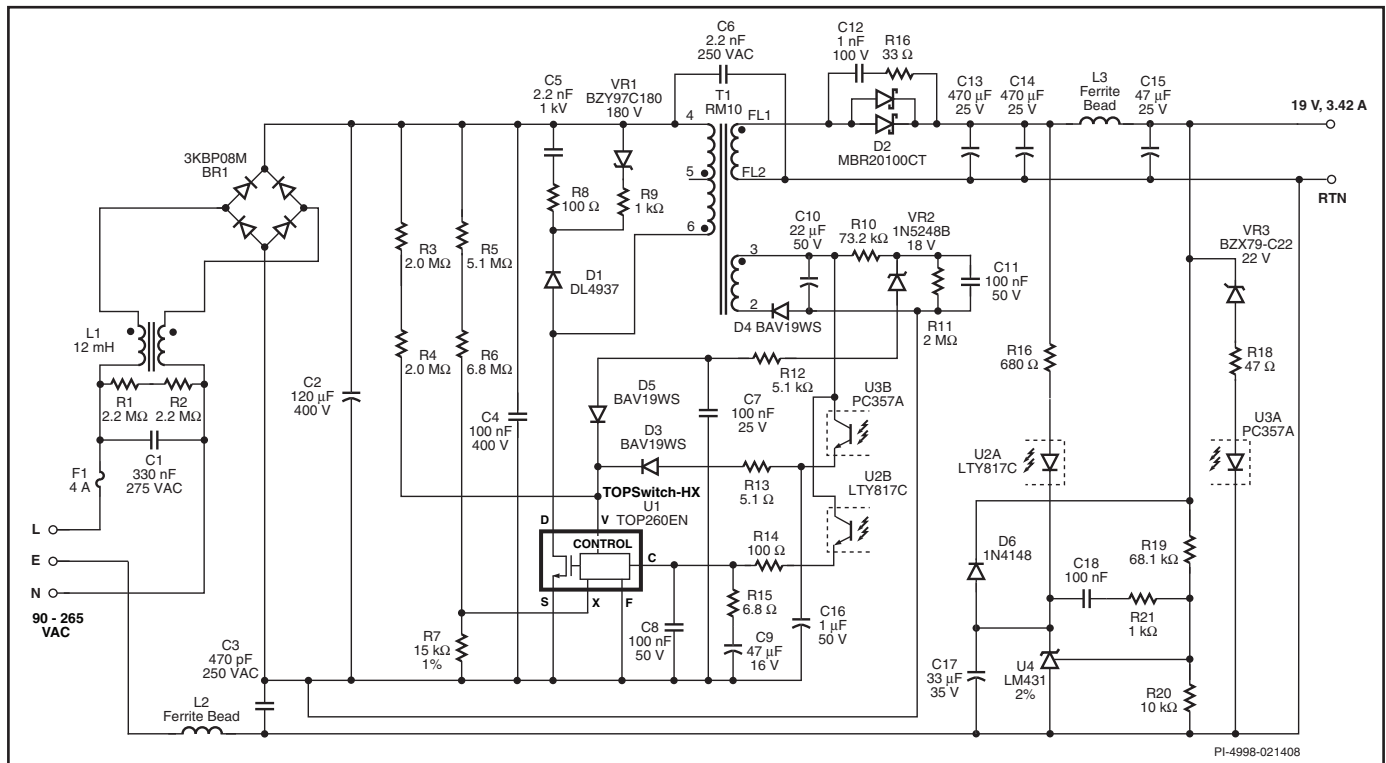 C6
2.2 nF
250 VAC
C12
1 nF
100 V
R16
33 Ω
C5
2.2 nF
1 kV
VR1
BZY97C180
180 V
T1
RM10
C13
470 µF
25 V
C14
470 µF
25 V
L3
Ferrite
Bead
C15
47 µF
25 V
19 V, 3.42 A
4
FL1
D2
MBR20100CT
3KBP08M
BR1
5
FL2
RTN
R8
100 Ω
R9
1 kΩ
6
C10
22 µF
50 V
R10
73.2 kΩ
VR2
1N5248B
18 V
VR3
BZX79-C22
22 V
R3
2.0 MΩ
R5
5.1 MΩ
D1
DL4937
3
2
C11
100 nF
50 V
D4 BAV19WS
R11
2 MΩ
L1
12 mH
R4
2.0 MΩ
R6
6.8 MΩ
R12
5.1 kΩ
R16
680 Ω
R18
47 Ω
R1
2.2 MΩ
R2
2.2 MΩ
C2
120 µF
400 V
C4
100 nF
400 V
D5
BAV19WS
C7
100 nF
25 V
U3B
PC357A
U3A
PC357A
C1
330 nF
275 VAC
D3
BAV19WS
U2A
LTY817C
F1
4 A
R13
5.1 Ω
U2B
LTY817C
TOPSwitch-HX
U1
TOP260EN
L
D
V
CONTROL
C
R14
100 Ω
D6
1N4148
R19
68.1 kΩ
E
C18
100 nF
N
S
X
F
R15
6.8 Ω
R21
1 kΩ
90 - 265
VAC
C3
470 pF
250 VAC
R7
15 kΩ
1%
C8
100 nF
50 V
C9
47 µF
16 V
C16
1 µF
50 V
C17
33 µF
35 V
U4
LM431
2%
R20
10 kΩ
L2
Ferrite Bead
PI-4998-021408